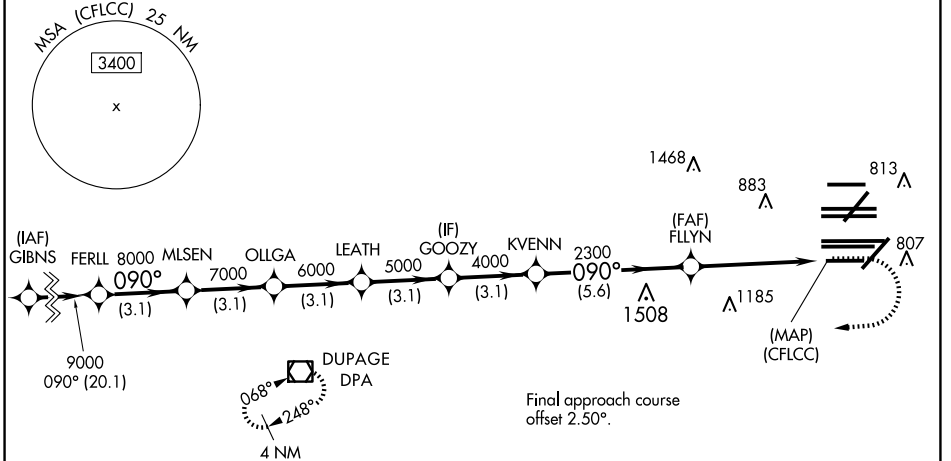 MSA (CFLCC) 25 NM
3400
x
1468
883
813
807
(IAF)
GIBNS
FERLL
8000
090°
(3.1)
MLSEN
7000
(3.1)
OLLGA
6000
(3.1)
LEATH
5000
(3.1)
(IF)
GOOZY
4000
(3.1)
KVENN
2300
090°
(5.6)
(FAF)
FLLYN
1508
1185
(MAP)
(CFLCC)
9000
090° (20.1)
DUPAGE
DPA
068°
248°
4 NM
Final approach course
offset 2.50°.